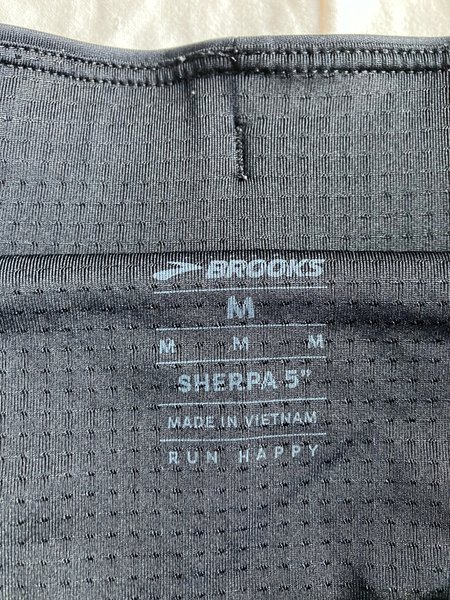 BROOKS
M
M M M
SHERPA 5"
MADE IN VIETNAM
RUN HAPPY